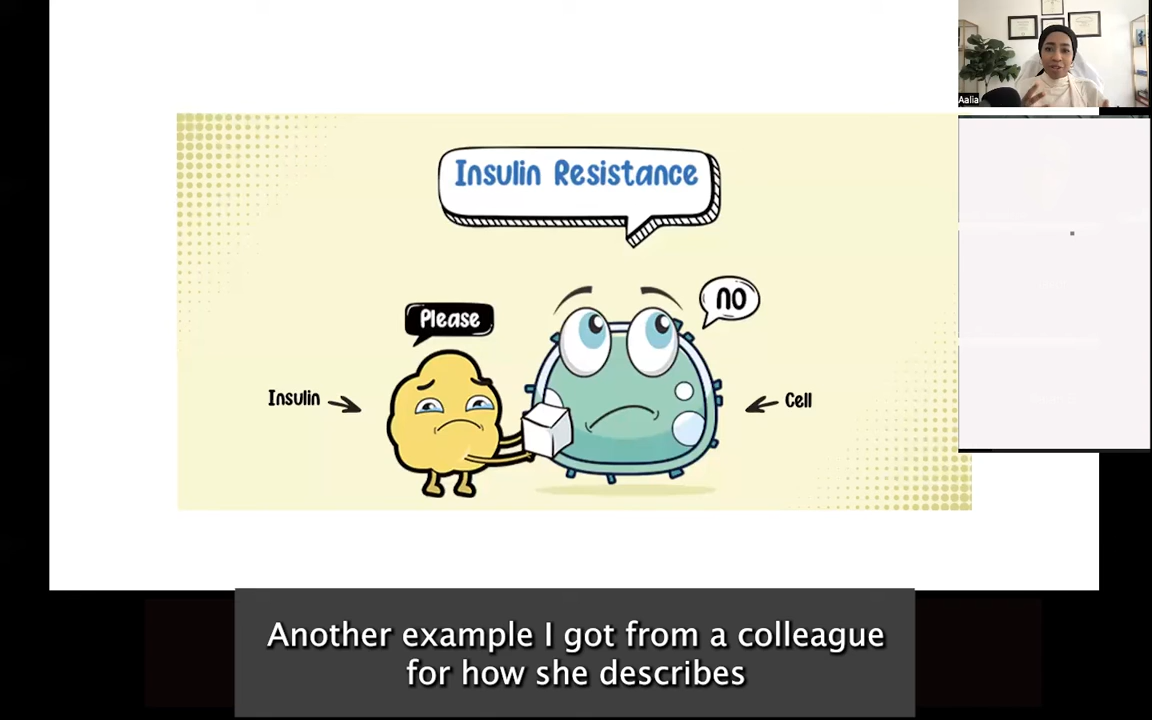 Aalia
Insulin Resistance
no
Please
Insulin
Cell
Another example I got from a colleague
for how she describes